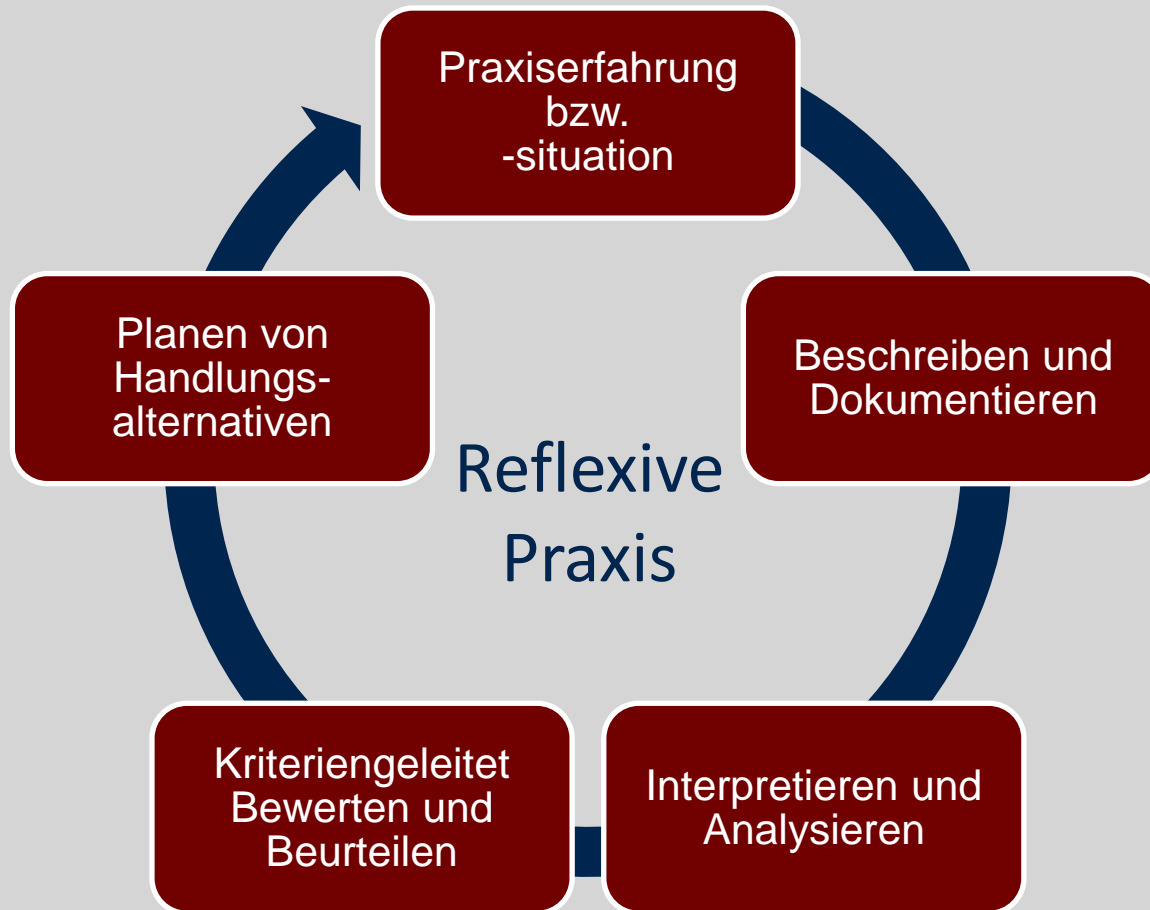 Praxiserfahrung
bzw.
-situation
Beschreiben und
Dokumentieren
Interpretieren und
Analysieren
Kriteriengeleitet
Bewerten und
Beurteilen
Planen von
Handlungs-
alternativen
Reflexive
Praxis